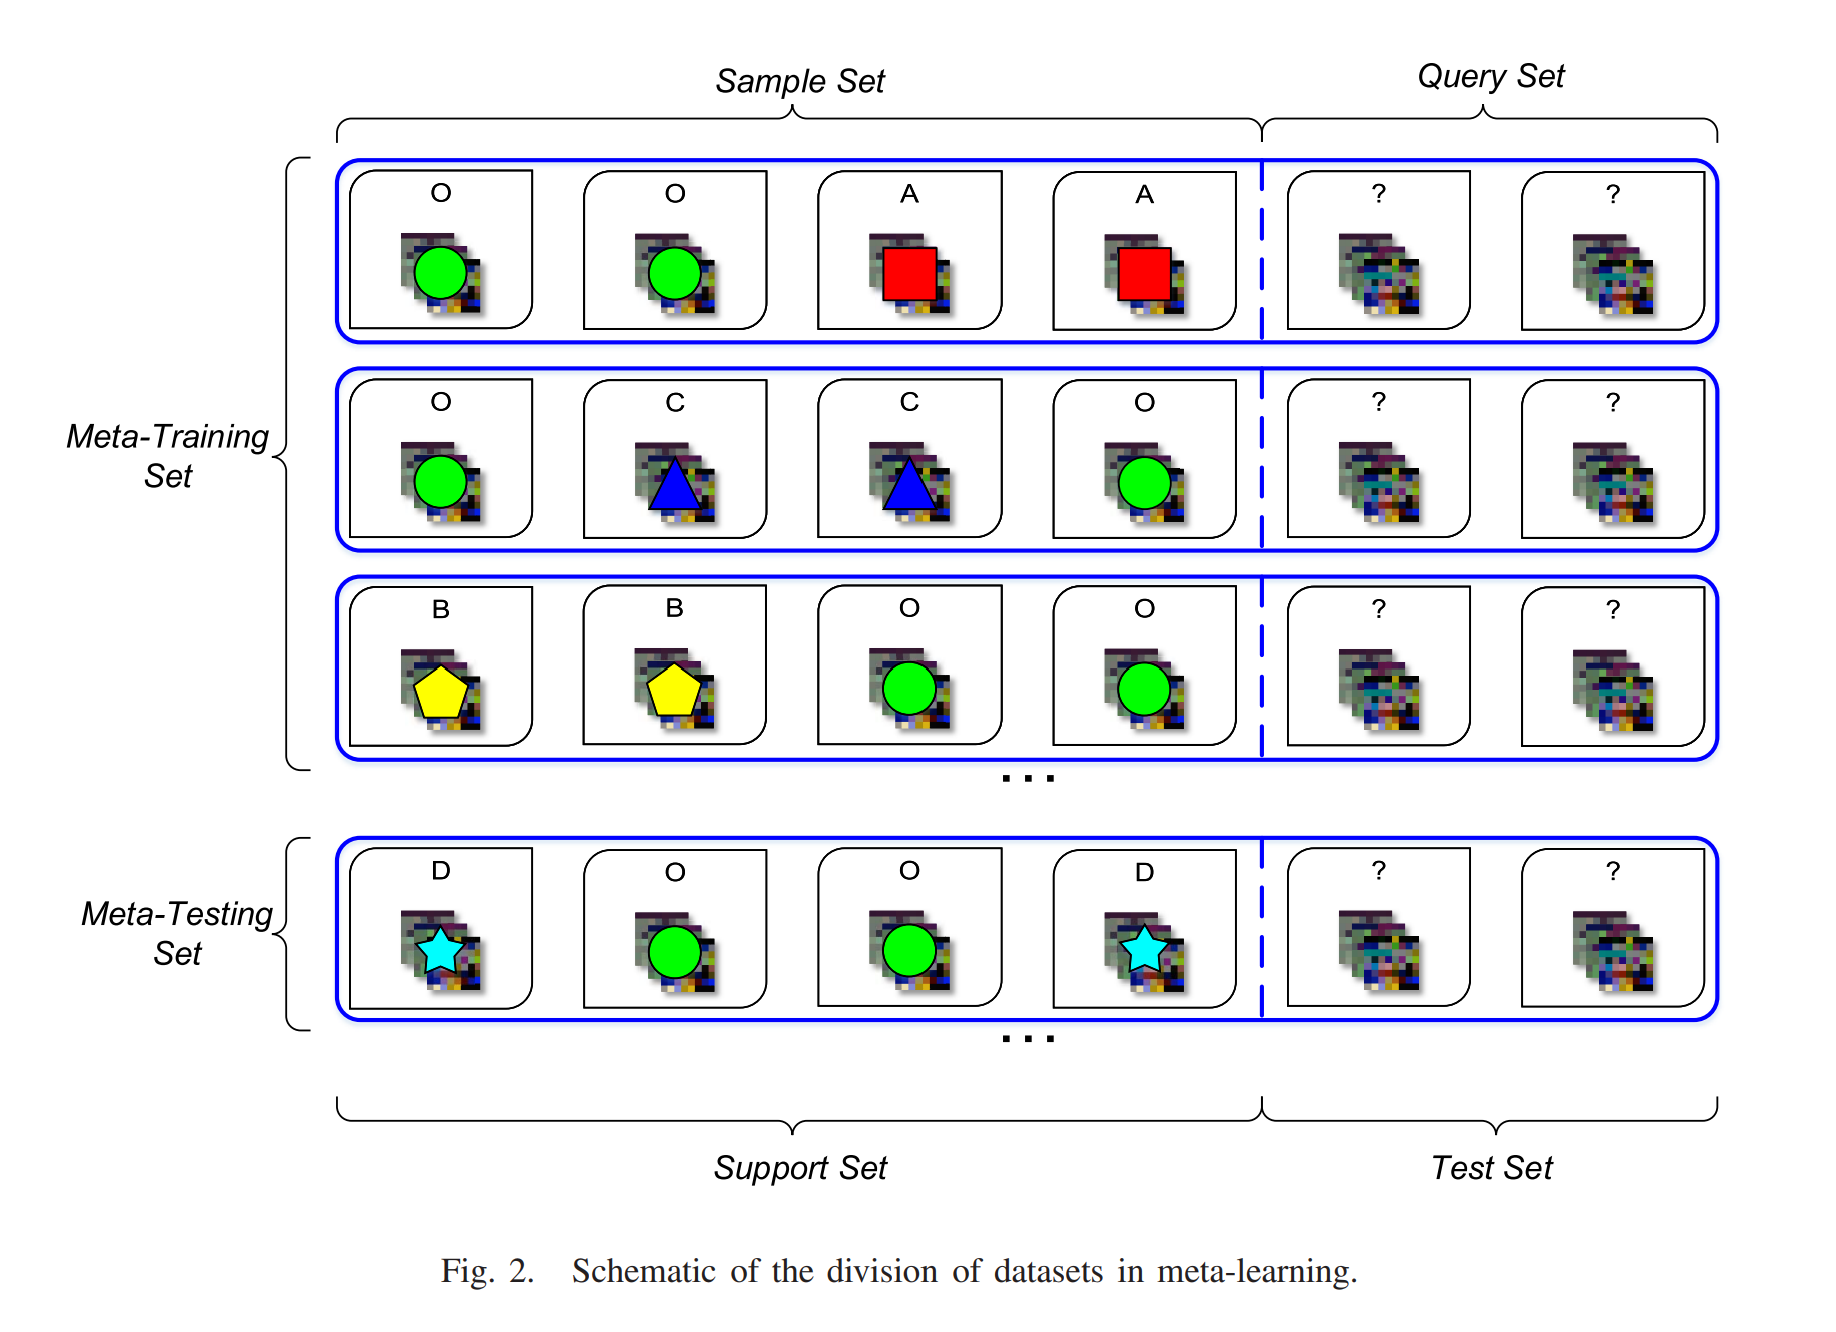 Sample Set
Query Set
O O A A ? ?
O C C O ? ?
Meta-Training
Set
B B O O ? ?
...
D O O D ? ?
Meta-Testing
Set
...
Support Set
Test Set
Fig. 2. Schematic of the division of datasets in meta-learning.